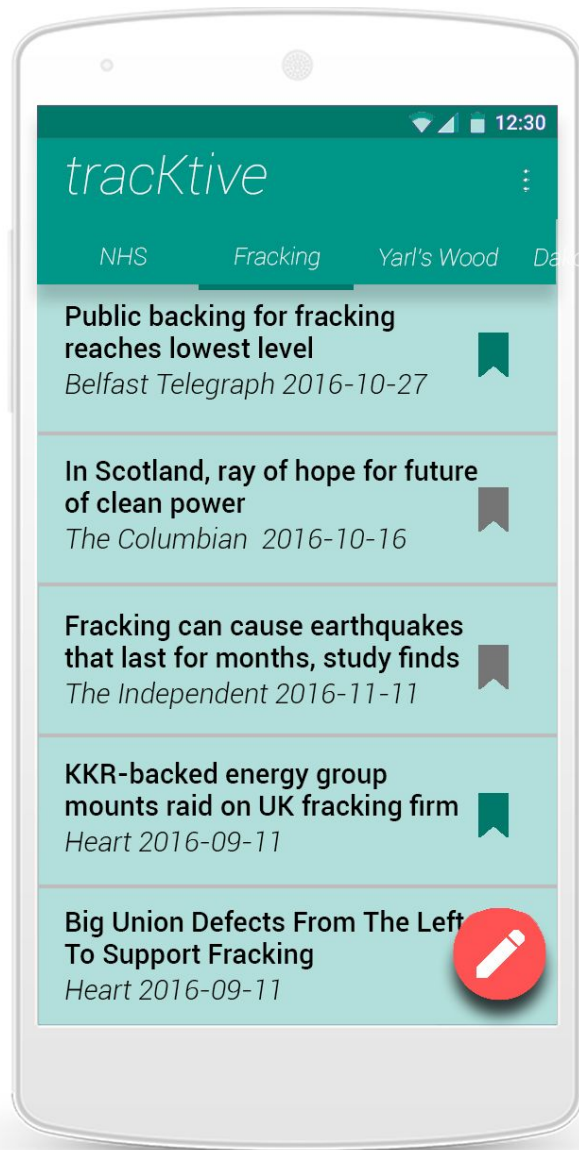 12:30
tracKtive
NHS Fracking Yarl's Wood Dako
Public backing for fracking
reaches lowest level
Belfast Telegraph 2016-10-27
In Scotland, ray of hope for future
of clean power
The Columbian 2016-10-16
Fracking can cause earthquakes
that last for months, study finds
The Independent 2016-11-11
KKR-backed energy group
mounts raid on UK fracking firm
Heart 2016-09-11
Big Union Defects From The Left
To Support Fracking
Heart 2016-09-11